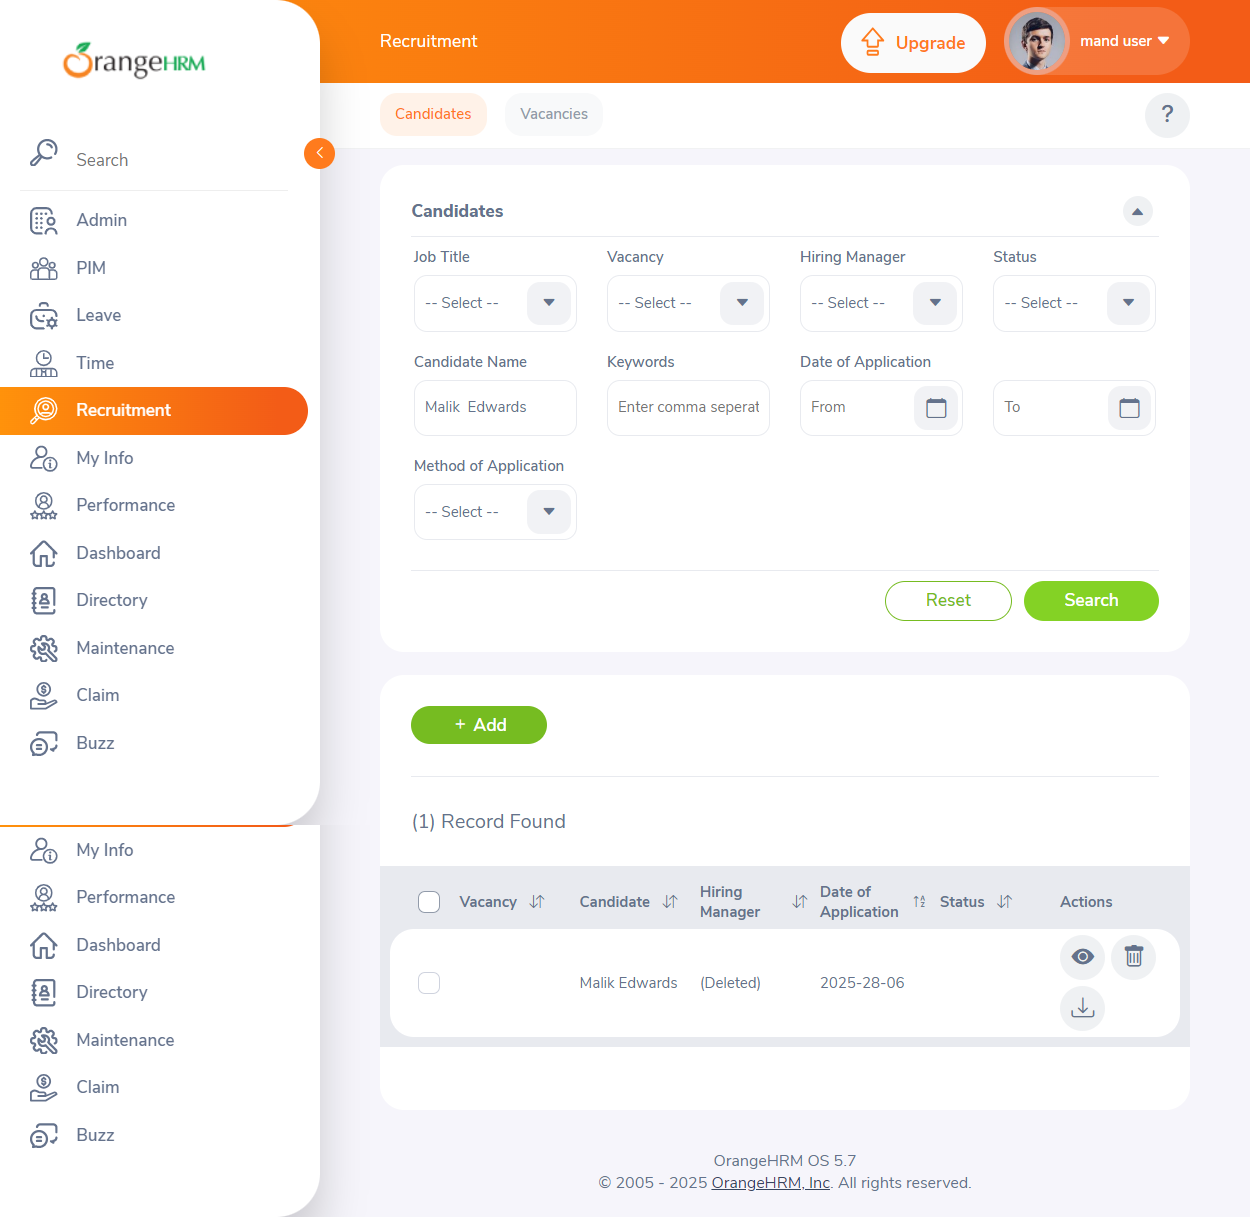 OrangeHRM
Search
Admin
PIM
Leave
Time
Recruitment
My Info
Performance
Dashboard
Directory
Maintenance
Claim
Buzz
My Info
Performance
Dashboard
Directory
Maintenance
Claim
Buzz
Recruitment
Upgrade
mand user
Candidates Vacancies ?
Candidates
Job Title Vacancy Hiring Manager Status
-- Select -- -- Select -- -- Select -- -- Select --
Candidate Name Keywords Date of Application
Malik  Edwards Enter comma seperat From To
Method of Application
-- Select --
Reset Search
+ Add
(1) Record Found
Vacancy Candidate Hiring Manager Date of Application Status Actions
Malik Edwards (Deleted) 2025-28-06
OrangeHRM OS 5.7
© 2005 - 2025 OrangeHRM, Inc. All rights reserved.